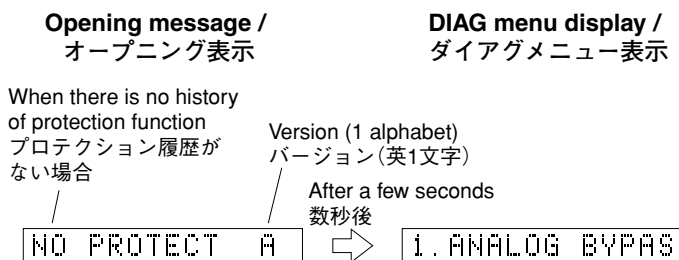 Opening message /
オープニング表示
DIAG menu display /
ダイアグメニュー表示
When there is no history
of protection function
プロテクション履歴が
ない場合
Version (1 alphabet)
バージョン（英1文字）
After a few seconds
数秒後
NO PROTECT A
1.ANALOG BYPAS